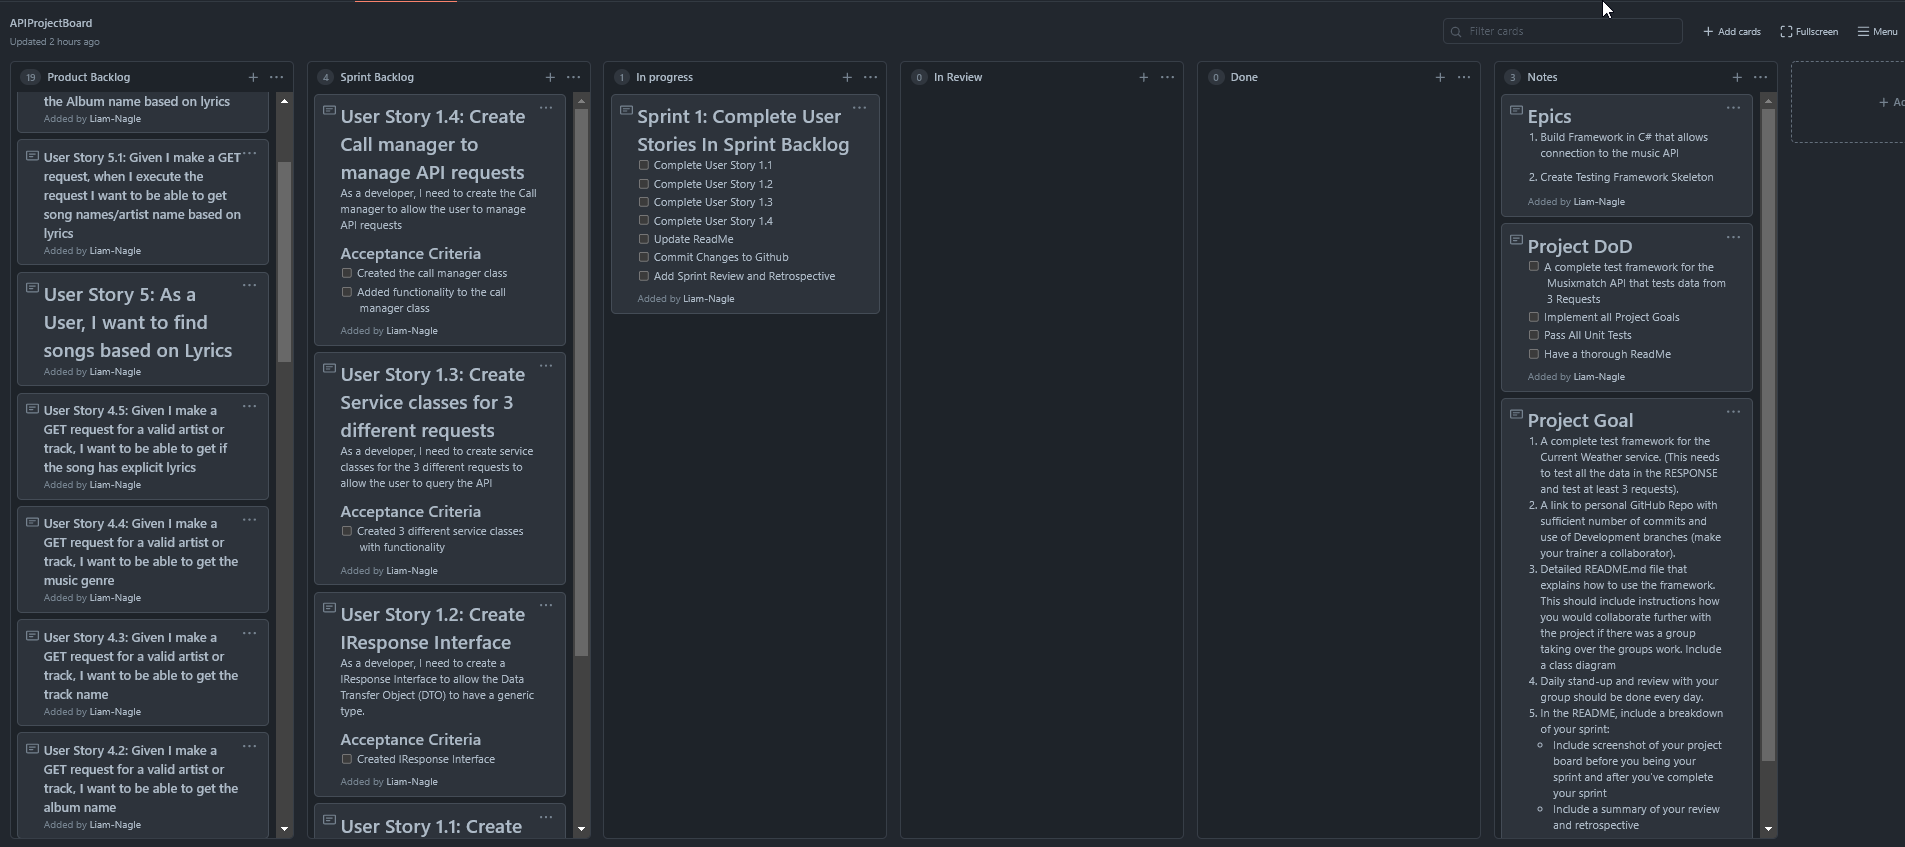 APIProjectBoard
Updated 2 hours ago
Filter cards
Add cards
Fullscreen
Menu
19 Product Backlog
the Album name based on lyrics
Added by Liam-Nagle
User Story 5.1: Given I make a GET
request, when I execute the
request I want to be able to get
song names/artist name based on
lyrics
Added by Liam-Nagle
User Story 5: As a
User, I want to find
songs based on Lyrics
Added by Liam-Nagle
User Story 4.5: Given I make a
GET request for a valid artist or
track, I want to be able to get if
the song has explicit lyrics
Added by Liam-Nagle
User Story 4.4: Given I make a
GET request for a valid artist or
track, I want to be able to get the
music genre
Added by Liam-Nagle
User Story 4.3: Given I make a
GET request for a valid artist or
track, I want to be able to get the
track name
Added by Liam-Nagle
User Story 4.2: Given I make a
GET request for a valid artist or
track, I want to be able to get the
album name
Added by Liam-Nagle
4 Sprint Backlog
User Story 1.4: Create
Call manager to
manage API requests
As a developer, I need to create the Call
manager to allow the user to manage
API requests
Acceptance Criteria
Created the call manager class
Added functionality to the call
manager class
Added by Liam-Nagle
User Story 1.3: Create
Service classes for 3
different requests
As a developer, I need to create service
classes for the 3 different requests to
allow the user to query the API
Acceptance Criteria
Created 3 different service classes
with functionality
Added by Liam-Nagle
User Story 1.2: Create
IResponse Interface
As a developer, I need to create a
IResponse Interface to allow the Data
Transfer Object (DTO) to have a generic
type.
Acceptance Criteria
Created IResponse Interface
Added by Liam-Nagle
User Story 1.1: Create
1 In progress
Sprint 1: Complete User
Stories In Sprint Backlog
Complete User Story 1.1
Complete User Story 1.2
Complete User Story 1.3
Complete User Story 1.4
Update ReadMe
Commit Changes to Github
Add Sprint Review and Retrospective
Added by Liam-Nagle
0 In Review
0 Done
3 Notes
Epics
1. Build Framework in C# that allows
connection to the music API
2. Create Testing Framework Skeleton
Added by Liam-Nagle
Project DoD
A complete test framework for the
Musixmatch API that tests data from
3 Requests
Implement all Project Goals
Pass All Unit Tests
Have a thorough ReadMe
Added by Liam-Nagle
Project Goal
1. A complete test framework for the
Current Weather service. (This needs
to test all the data in the RESPONSE
and test at least 3 requests).
2. A link to personal GitHub Repo with
sufficient number of commits and
use of Development branches (make
your trainer a collaborator).
3. Detailed README.md file that
explains how to use the framework.
This should include instructions how
you would collaborate further with
the project if there was a group
taking over the groups work. Include
a class diagram
4. Daily stand-up and review with your
group should be done every day.
5. In the README, include a breakdown
of your sprint:
Include screenshot of your project
board before you being your
sprint and after you've complete
your sprint
Include a summary of your review
and retrospective